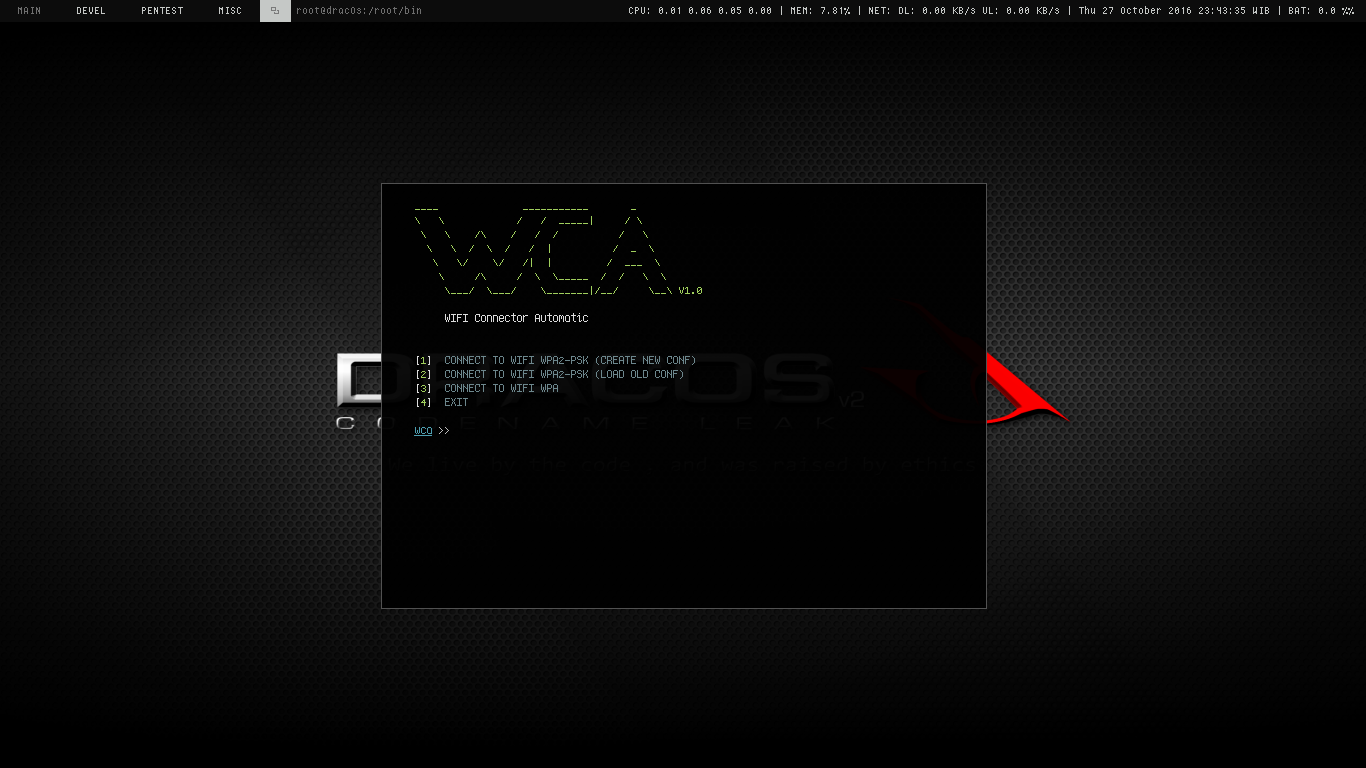 MAIN DEVEL PENTEST MISC root@drac0s:/root/bin CPU: 0.01 0.06 0.05 0.00 | MEM: 7.81% | NET: DL: 0.00 KB/s UL: 0.00 KB/s | Thu 27 October 2016 23:43:35 WIB | BAT: 0.0 %%
WCA V1.0
WIFI Connector Automatic
[1] CONNECT TO WIFI WPA2-PSK (CREATE NEW CONF)
[2] CONNECT TO WIFI WPA2-PSK (LOAD OLD CONF)
[3] CONNECT TO WIFI WPA
[4] EXIT
wca >>
DRACOS v2
CODENAME LEAK
we live by the code , and was raised by ethics